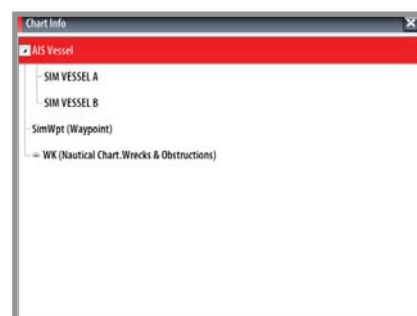 Chart Info
AIS Vessel
SIM VESSEL A
SIM VESSEL B
SimWpt (Waypoint)
WK (Nautical Chart.Wrecks & Obstructions)